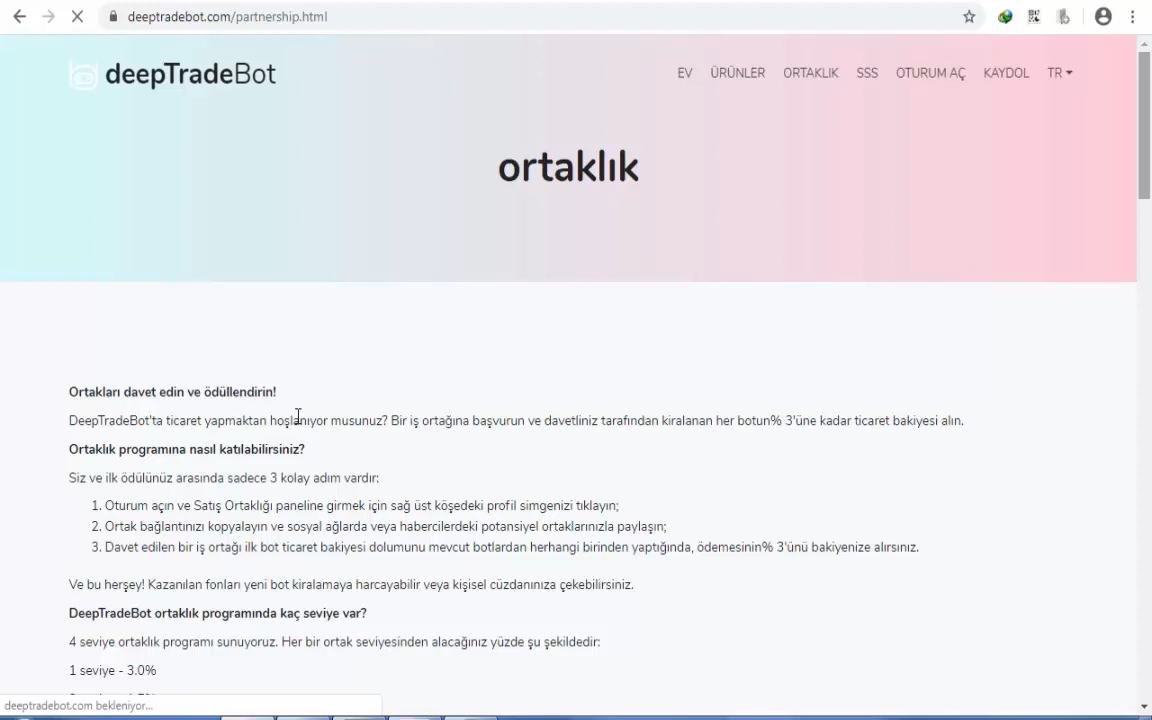 deeptradebot.com/partnership.html
deepTradeBot
EV ÜRÜNLER ORTAKLIK SSS OTURUM AÇ KAYDOL TR
ortaklık
Ortakları davet edin ve ödüllendirin!
DeepTradeBot'ta ticaret yapmaktan hoşlanıyor musunuz? Bir iş ortağına başvurun ve davetliniz tarafından kiralanan her botun% 3'üne kadar ticaret bakiyesi alın.
Ortaklık programına nasıl katılabilirsiniz?
Siz ve ilk ödülünüz arasında sadece 3 kolay adım vardır:
1. Oturum açın ve Satış Ortaklığı paneline girmek için sağ üst köşedeki profil simgenizi tıklayın;
2. Ortak bağlantınızı kopyalayın ve sosyal ağlarda veya habercilerdeki potansiyel ortaklarınızla paylaşın;
3. Davet edilen bir iş ortağı ilk bot ticaret bakiyesi dolumunu mevcut botlardan herhangi birinden yaptığında, ödemesinin% 3'ünü bakiyenize alırsınız.
Ve bu herşey! Kazanılan fonları yeni bot kiralamaya harcayabilir veya kişisel cüzdanınıza çekebilirsiniz.
DeepTradeBot ortaklık programında kaç seviye var?
4 seviye ortaklık programı sunuyoruz. Her bir ortak seviyesinden alacağınız yüzde şu şekildedir:
1 seviye - 3.0%
deeptradebot.com bekleniyor...